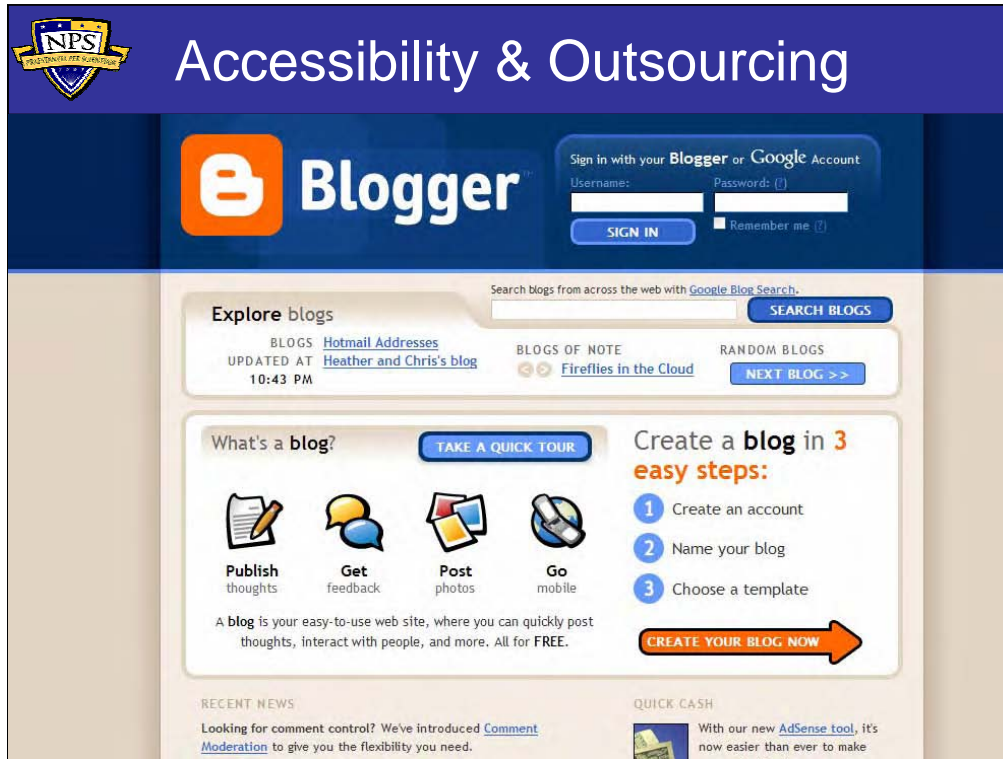 NPS
PRAESTANTIA PER SCIENTIAM
Accessibility & Outsourcing
Blogger
Sign in with your Blogger or Google Account
Username: Password: (?)
SIGN IN
Remember me (?)
Search blogs from across the web with Google Blog Search.
SEARCH BLOGS
Explore blogs
BLOGS UPDATED AT 10:43 PM
Hotmail Addresses
Heather and Chris's blog
BLOGS OF NOTE
Fireflies in the Cloud
RANDOM BLOGS
NEXT BLOG >>
What's a blog?
TAKE A QUICK TOUR
Publish
thoughts
Get
feedback
Post
photos
Go
mobile
A blog is your easy-to-use web site, where you can quickly post
thoughts, interact with people, and more. All for FREE.
Create a blog in 3
easy steps:
1 Create an account
2 Name your blog
3 Choose a template
CREATE YOUR BLOG NOW
RECENT NEWS
Looking for comment control? We've introduced Comment
Moderation to give you the flexibility you need.
QUICK CASH
With our new AdSense tool, it's
now easier than ever to make